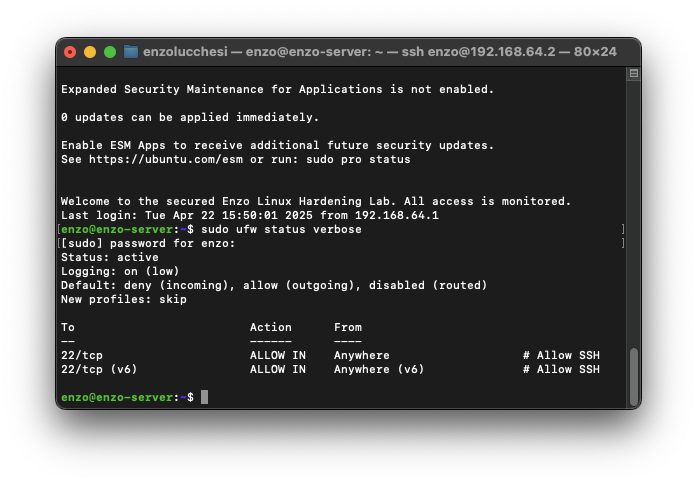 enzolucchesi — enzo@enzo-server: ~ — ssh enzo@192.168.64.2 — 80×24
Expanded Security Maintenance for Applications is not enabled.
0 updates can be applied immediately.
Enable ESM Apps to receive additional future security updates.
See https://ubuntu.com/esm or run: sudo pro status
Welcome to the secured Enzo Linux Hardening Lab. All access is monitored.
Last login: Tue Apr 22 15:50:01 2025 from 192.168.64.1
[enzo@enzo-server:~$ sudo ufw status verbose ]
[[sudo] password for enzo: ]
Status: active
Logging: on (low)
Default: deny (incoming), allow (outgoing), disabled (routed)
New profiles: skip
To                         Action      From
--                         ------      ----
22/tcp                     ALLOW IN    Anywhere                   # Allow SSH
22/tcp (v6)                ALLOW IN    Anywhere (v6)              # Allow SSH
enzo@enzo-server:~$